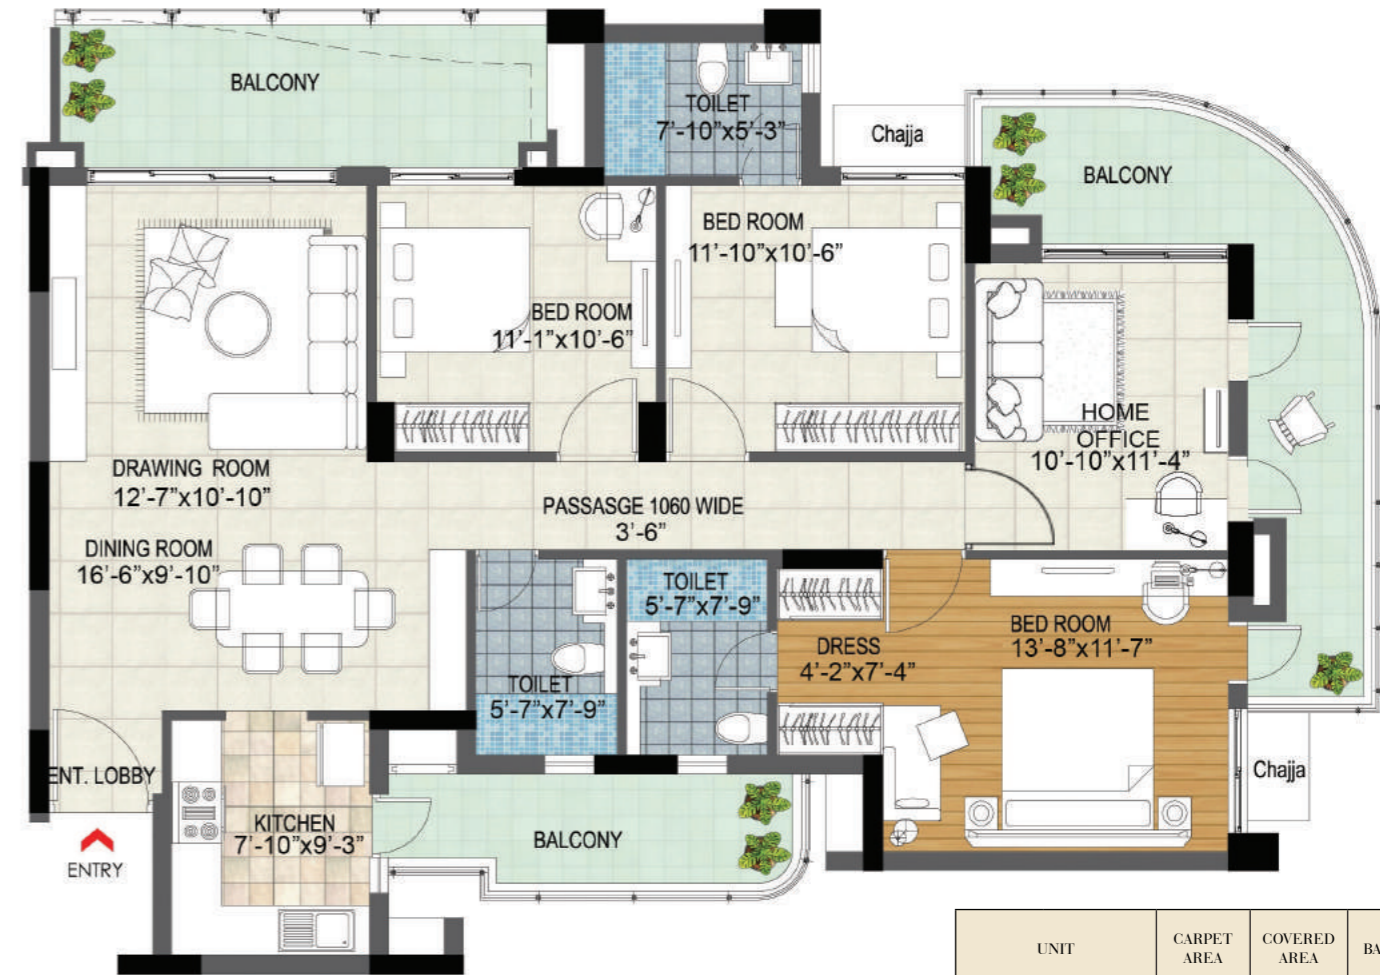 BALCONY
TOILET
7'-10"x5'-3"
Chajja
BALCONY
BED ROOM
11'-10"x10'-6"
BED ROOM
11'-1"x10'-6"
HOME
OFFICE
10'-10"x11'-4"
DRAWING ROOM
12'-7"x10'-10"
PASSASGE 1060 WIDE
3'-6"
DINING ROOM
16'-6"x9'-10"
TOILET
5'-7"x7'-9"
BED ROOM
13'-8"x11'-7"
DRESS
4'-2"x7'-4"
TOILET
5'-7"x7'-9"
ENT. LOBBY
Chajja
KITCHEN
7'-10"x9'-3"
BALCONY
ENTRY
UNIT
CARPET
AREA
COVERED
AREA
BA